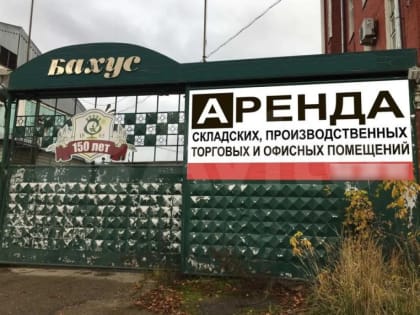 Бахус
150 лет
АРЕНДА
СКЛАДСКИХ, ПРОИЗВОДСТВЕННЫХ
ТОРГОВЫХ И ОФИСНЫХ ПОМЕЩЕНИЙ